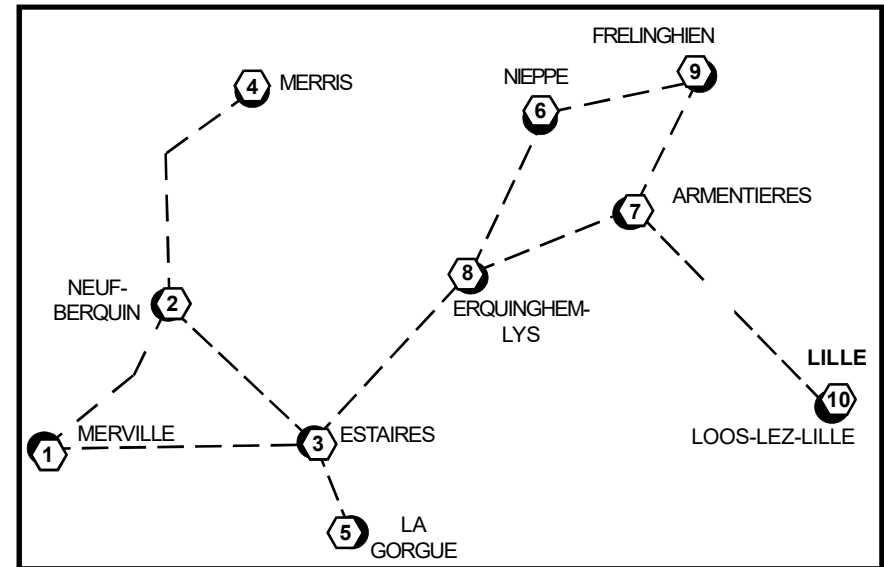 FRELINGHIEN
9
NIEPPE
4
MERRIS
6
7
ARMENTIERES
8
NEUF-
BERQUIN
2
ERQUINGHEM-
LYS
LILLE
10
MERVILLE
1
3
ESTAIRES
LOOS-LEZ-LILLE
5
LA
GORGUE